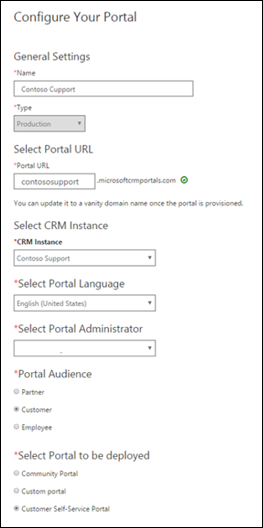 Configure Your Portal
General Settings
*Name
Contoso Cupport
*Type
Production
Select Portal URL
*Portal URL
contososupport .microsoftcrmportals.com
You can update it to a vanity domain name once the portal is provisioned.
Select CRM Instance
*CRM Instance
Contoso Support
*Select Portal Language
English (United States)
*Select Portal Administrator
*Portal Audience
Partner
Customer
Employee
*Select Portal to be deployed
Community Portal
Custom portal
Customer Self-Service Portal